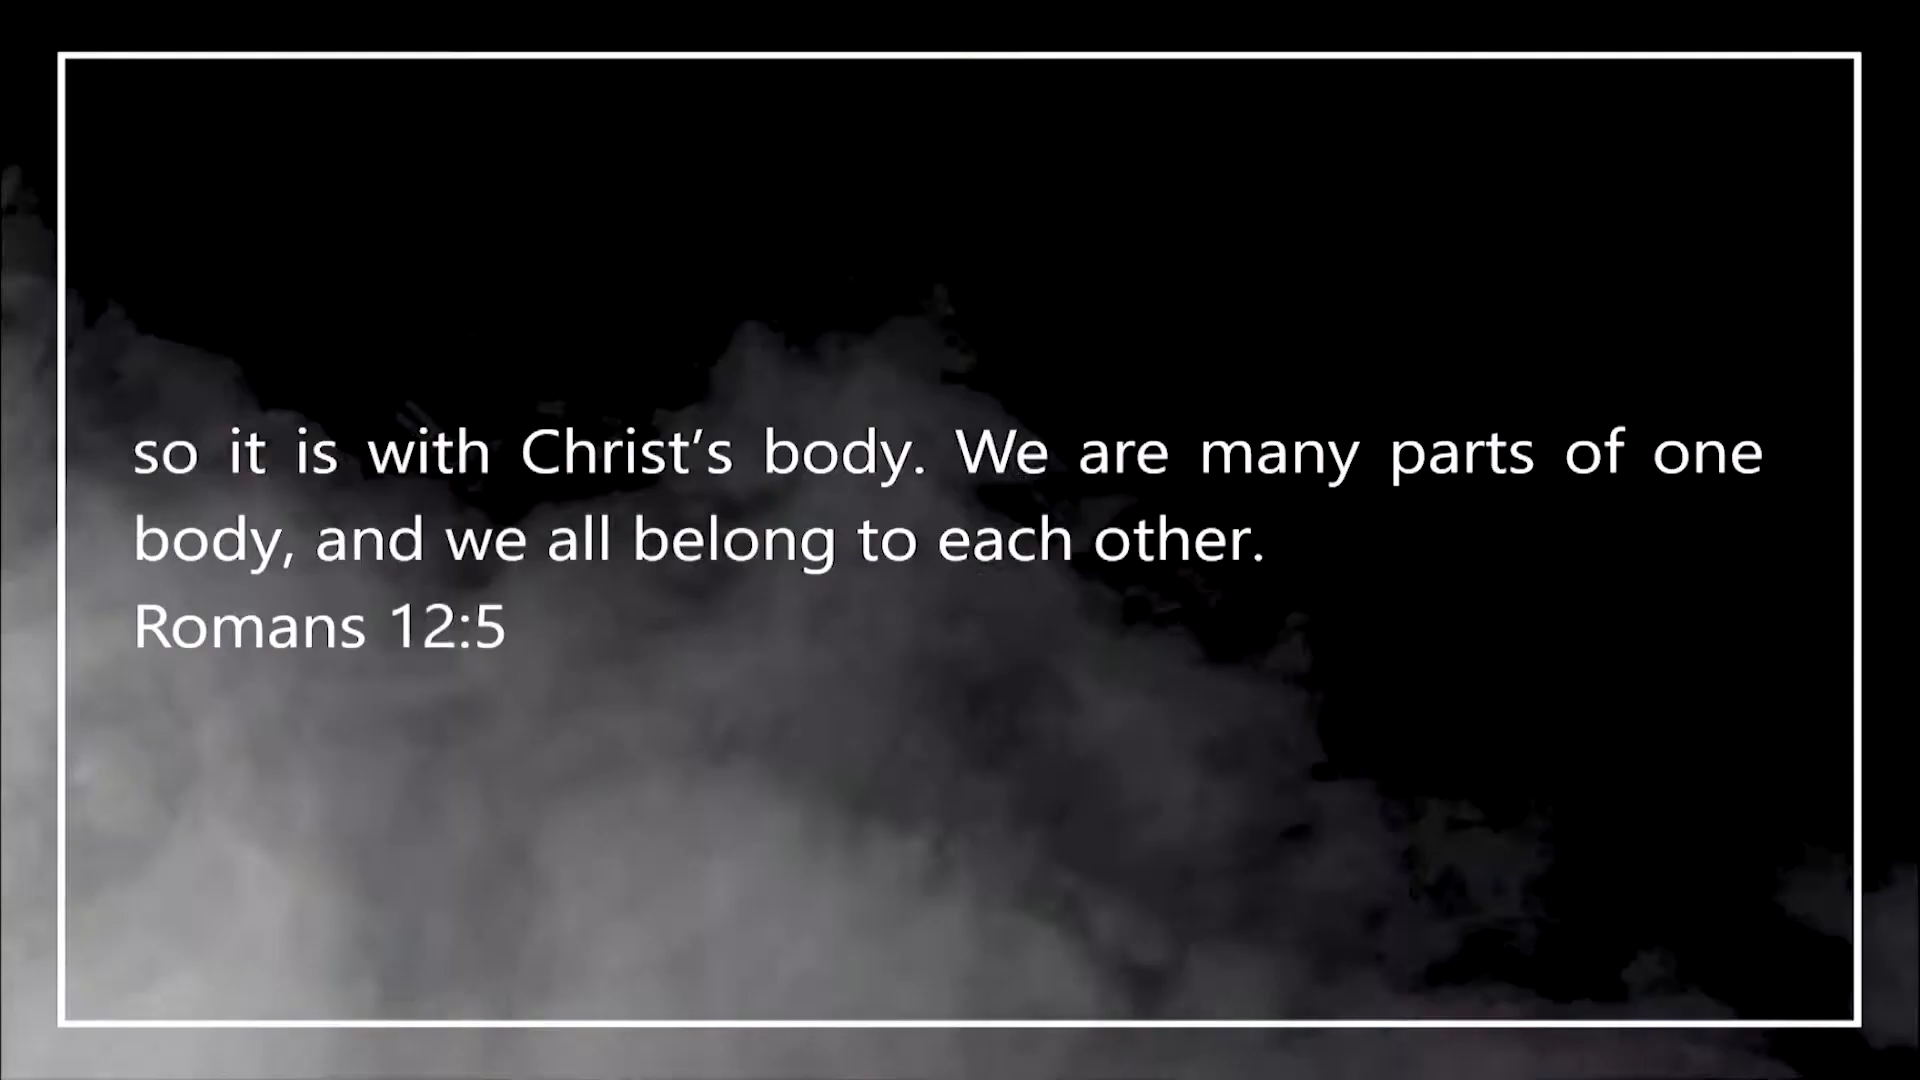 so it is with Christ’s body. We are many parts of one
body, and we all belong to each other.
Romans 12:5